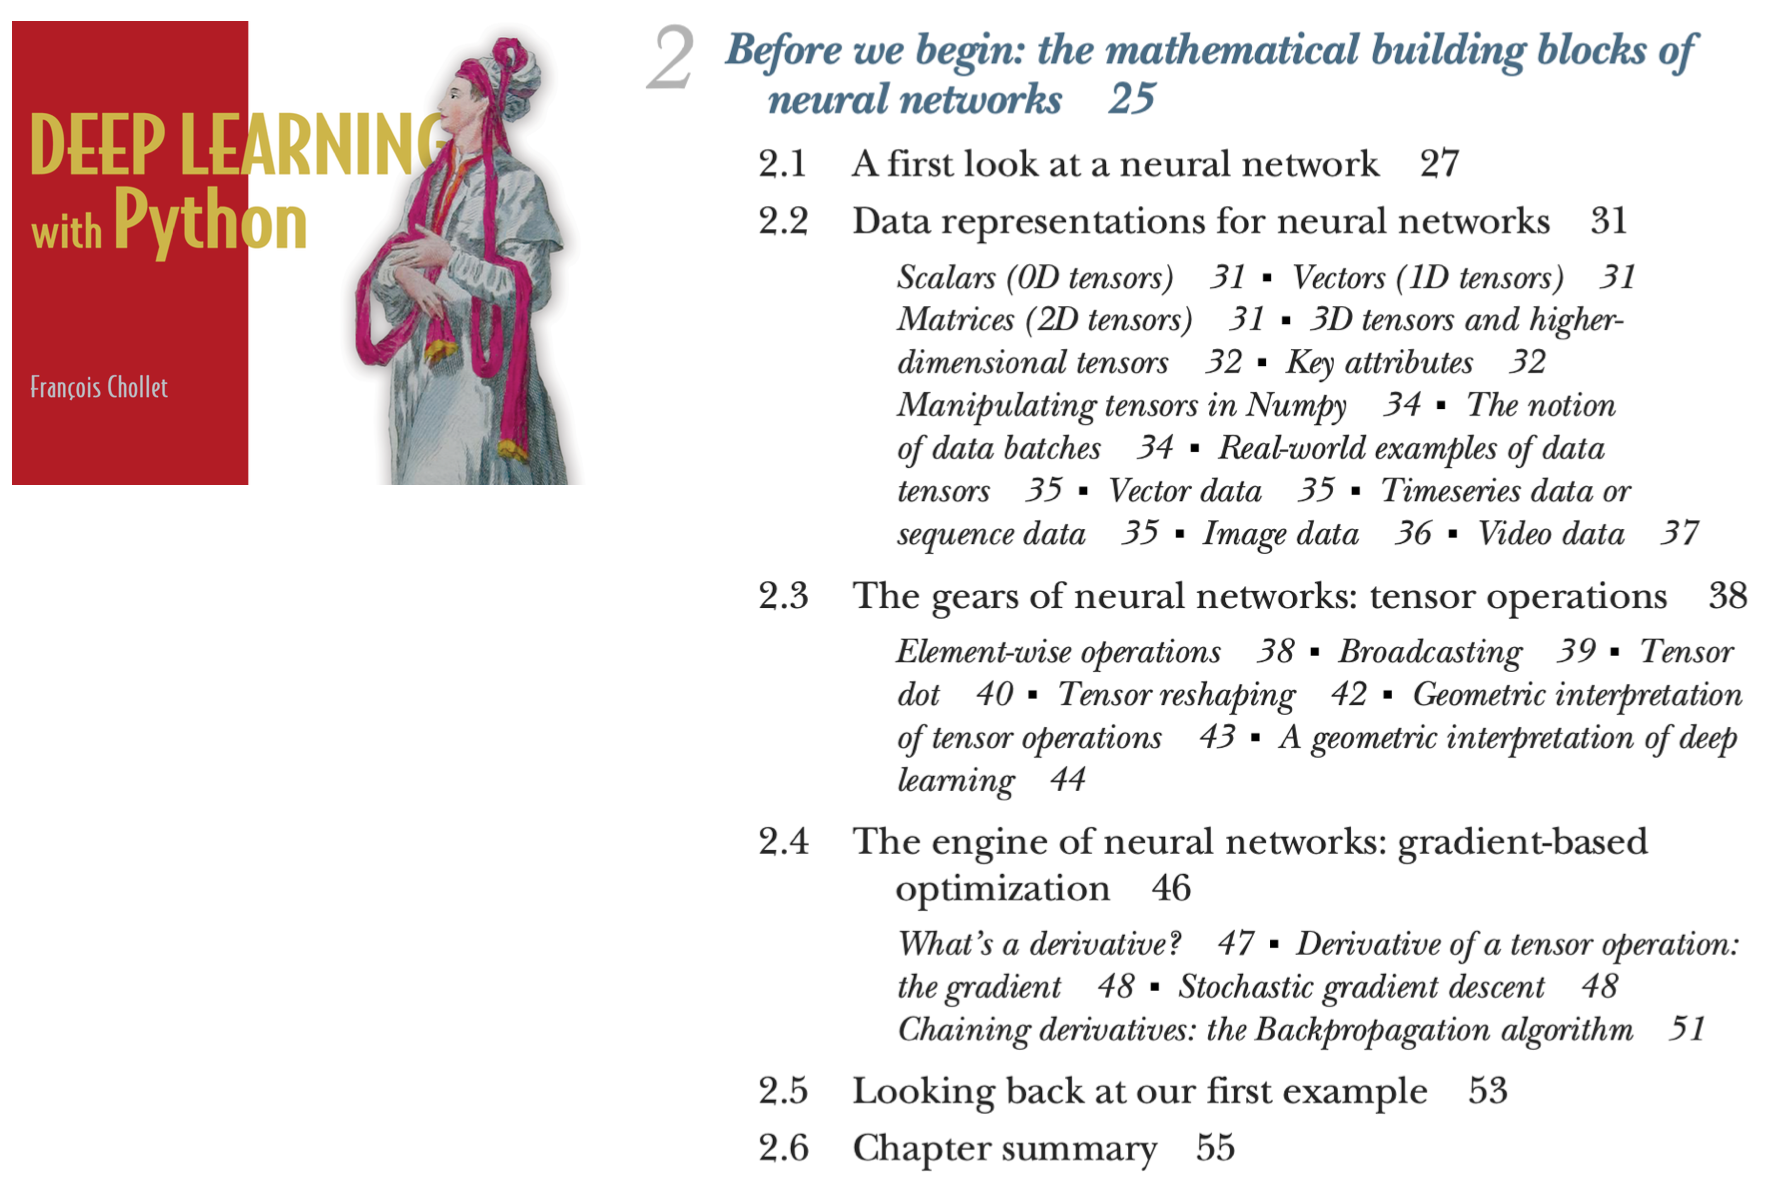 DEEP LEARNING
with Python
François Chollet
2 Before we begin: the mathematical building blocks of
neural networks 25
2.1 A first look at a neural network 27
2.2 Data representations for neural networks 31
Scalars (0D tensors) 31 ▪ Vectors (1D tensors) 31
Matrices (2D tensors) 31 ▪ 3D tensors and higher-
dimensional tensors 32 ▪ Key attributes 32
Manipulating tensors in Numpy 34 ▪ The notion
of data batches 34 ▪ Real-world examples of data
tensors 35 ▪ Vector data 35 ▪ Timeseries data or
sequence data 35 ▪ Image data 36 ▪ Video data 37
2.3 The gears of neural networks: tensor operations 38
Element-wise operations 38 ▪ Broadcasting 39 ▪ Tensor
dot 40 ▪ Tensor reshaping 42 ▪ Geometric interpretation
of tensor operations 43 ▪ A geometric interpretation of deep
learning 44
2.4 The engine of neural networks: gradient-based
optimization 46
What’s a derivative? 47 ▪ Derivative of a tensor operation:
the gradient 48 ▪ Stochastic gradient descent 48
Chaining derivatives: the Backpropagation algorithm 51
2.5 Looking back at our first example 53
2.6 Chapter summary 55